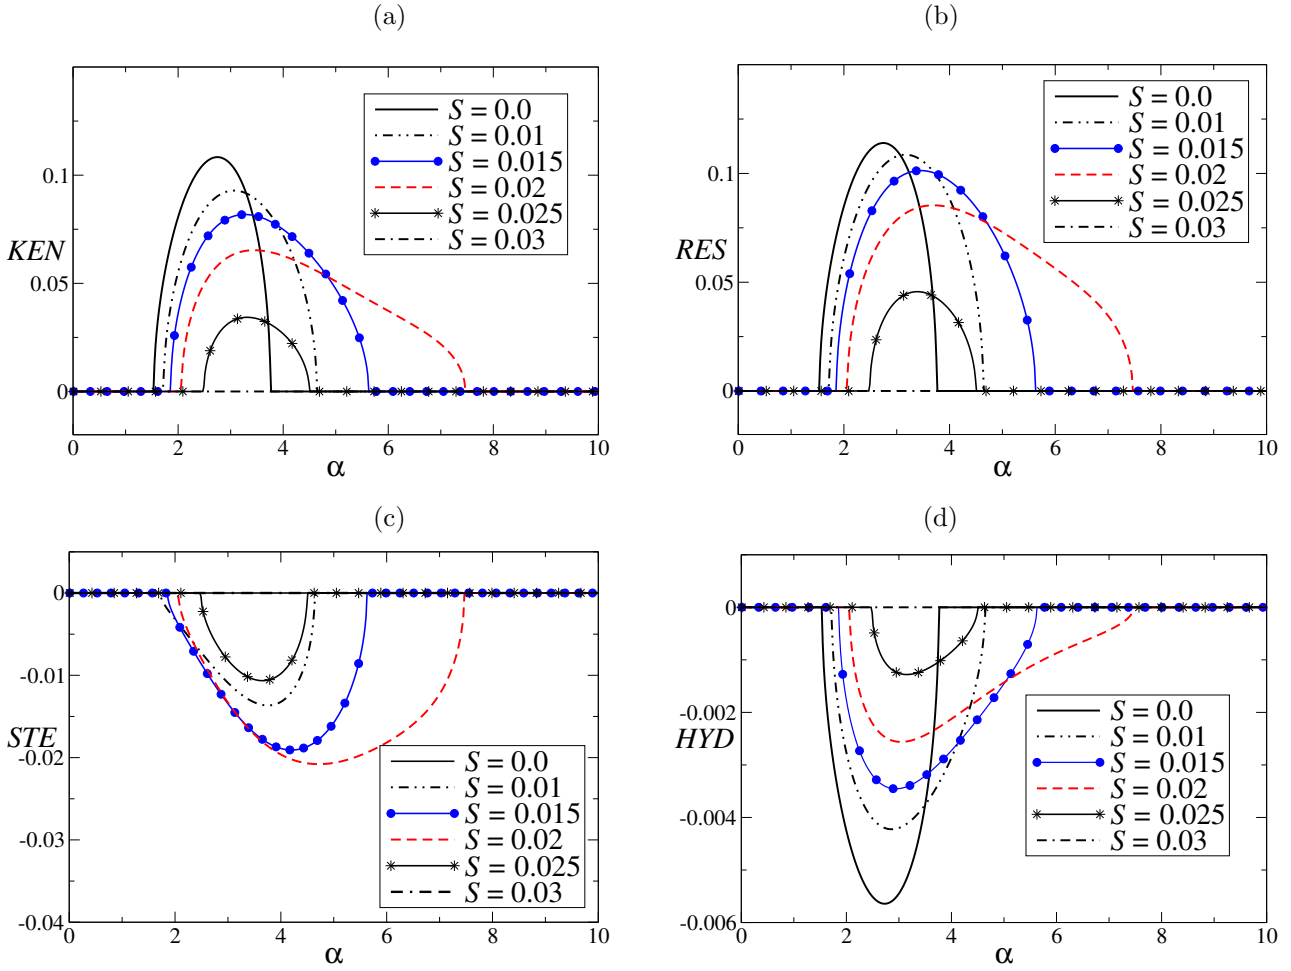 (a)
S = 0.0
S = 0.01
S = 0.015
S = 0.02
S = 0.025
S = 0.03
0.1
KEN
0.05
0
0 2 4 6 8 10
α
(b)
S = 0.0
S = 0.01
S = 0.015
S = 0.02
S = 0.025
S = 0.03
0.1
RES
0.05
0
0 2 4 6 8 10
α
(c)
0
-0.01
STE
-0.02
-0.03
-0.04
S = 0.0
S = 0.01
S = 0.015
S = 0.02
S = 0.025
S = 0.03
0 2 4 6 8 10
α
(d)
0
-0.002
HYD
-0.004
-0.006
S = 0.0
S = 0.01
S = 0.015
S = 0.02
S = 0.025
S = 0.03
0 2 4 6 8 10
α